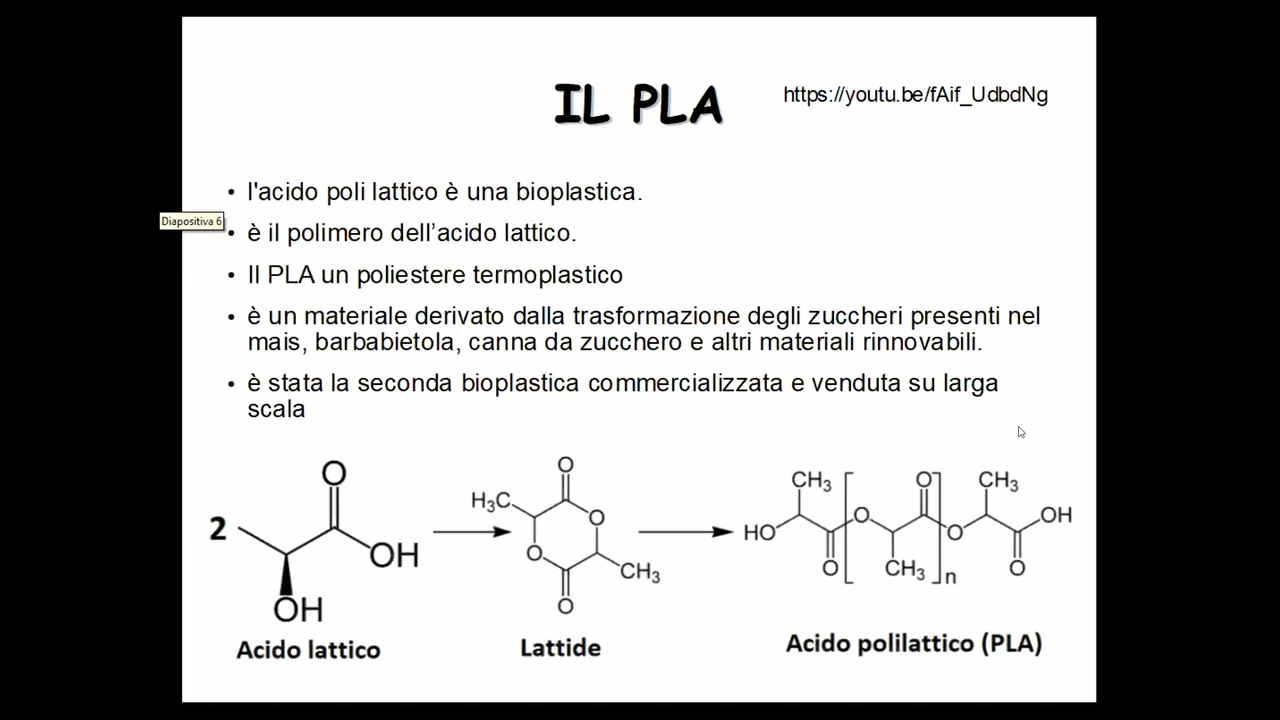 IL PLA
https://youtu.be/fAif_UdbdNg
• l'acido poli lattico è una bioplastica.
Diapositiva 6
• è il polimero dell’acido lattico.
• Il PLA un poliestere termoplastico
• è un materiale derivato dalla trasformazione degli zuccheri presenti nel
mais, barbabietola, canna da zucchero e altri materiali rinnovabili.
• è stata la seconda bioplastica commercializzata e venduta su larga
scala
2
O
OH
OH
Acido lattico
O
H₃C
O
O
CH₃
O
Lattide
CH₃
O
CH₃
HO
O
O
OH
O
CH₃
n
O
Acido polilattico (PLA)